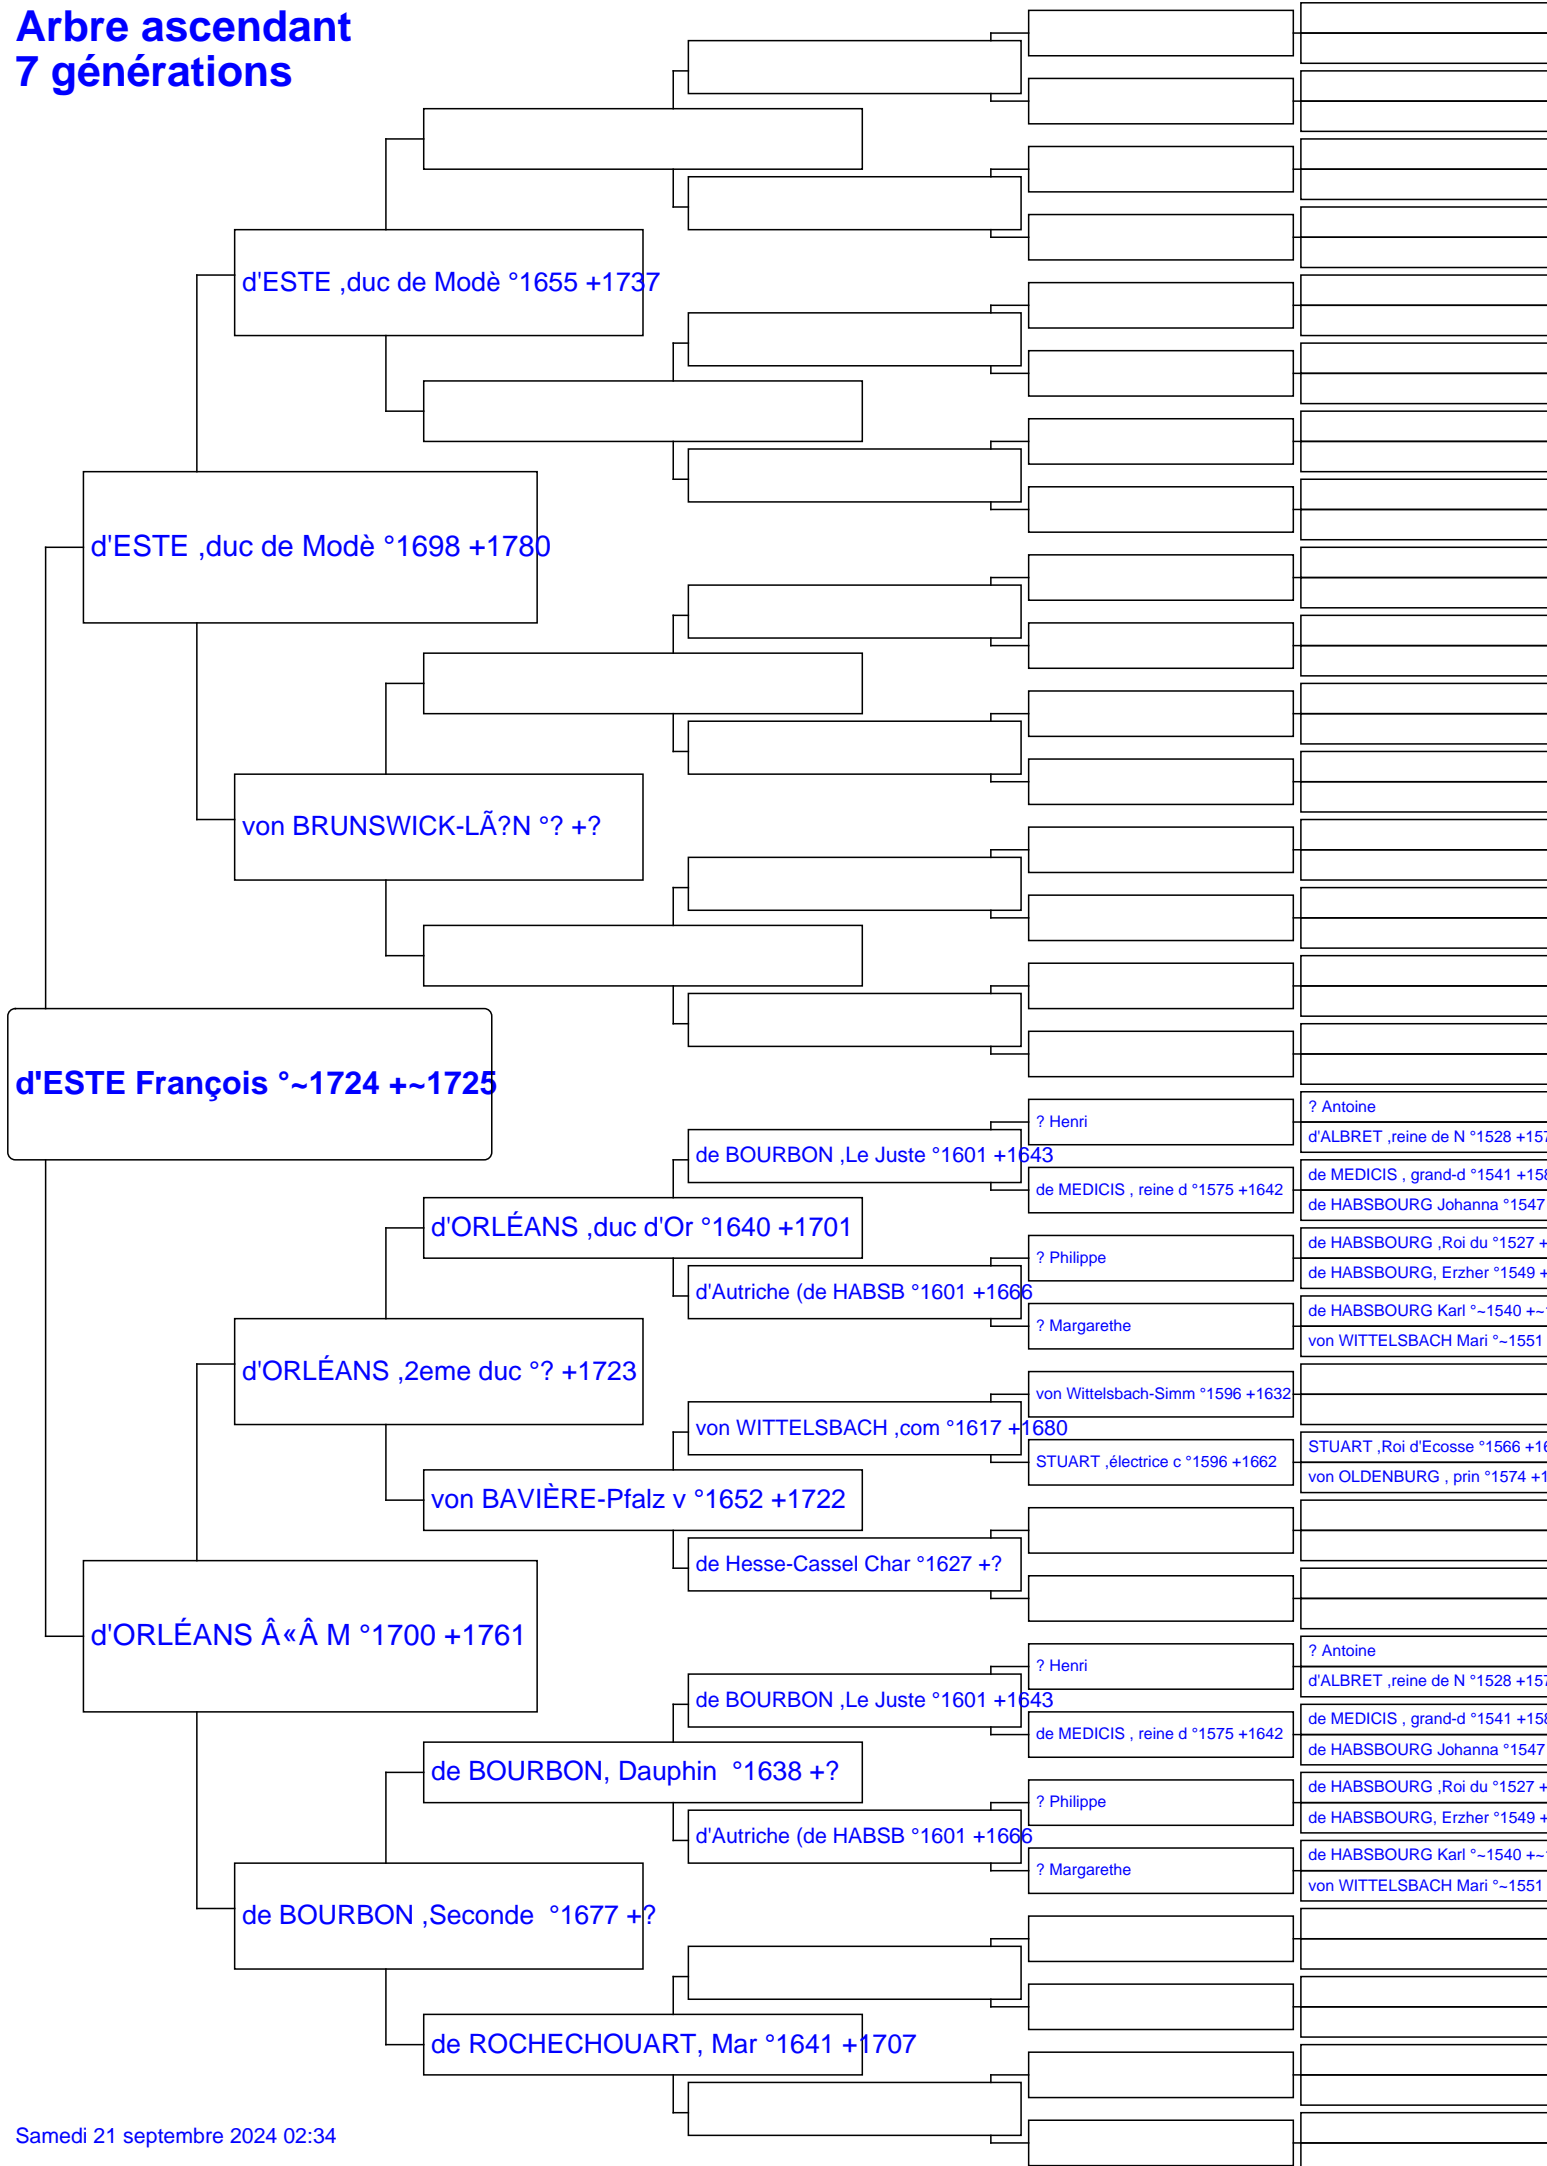 Arbre ascendant
7 générations
d'ESTE ,duc de Modè °1655 +1737
d'ESTE ,duc de Modè °1698 +1780
von BRUNSWICK-LÃ?N °? +?
d'ESTE François °~1724 +~1725
? Henri
? Antoine
d'ALBRET ,reine de N °1528 +157
de BOURBON ,Le Juste °1601 +1643
de MEDICIS , reine d °1575 +1642
de MEDICIS , grand-d °1541 +158
de HABSBOURG Johanna °1547
d'ORLÉANS ,duc d'Or °1640 +1701
? Philippe
de HABSBOURG ,Roi du °1527 +
de HABSBOURG, Erzher °1549 +
d'Autriche (de HABSB °1601 +1666
? Margarethe
de HABSBOURG Karl °~1540 +~
von WITTELSBACH Mari °~1551
d'ORLÉANS ,2eme duc °? +1723
von Wittelsbach-Simm °1596 +1632
von WITTELSBACH ,com °1617 +1680
STUART ,électrice c °1596 +1662
STUART ,Roi d'Ecosse °1566 +16
von OLDENBURG , prin °1574 +1
von BAVIÈRE-Pfalz v °1652 +1722
de Hesse-Cassel Char °1627 +?
d'ORLÉANS Â«Â M °1700 +1761
? Henri
? Antoine
d'ALBRET ,reine de N °1528 +157
de BOURBON ,Le Juste °1601 +1643
de MEDICIS , reine d °1575 +1642
de MEDICIS , grand-d °1541 +158
de HABSBOURG Johanna °1547
de BOURBON, Dauphin °1638 +?
? Philippe
de HABSBOURG ,Roi du °1527 +
de HABSBOURG, Erzher °1549 +
d'Autriche (de HABSB °1601 +1666
? Margarethe
de HABSBOURG Karl °~1540 +~
von WITTELSBACH Mari °~1551
de BOURBON ,Seconde °1677 +?
de ROCHECHOUART, Mar °1641 +1707
Samedi 21 septembre 2024 02:34